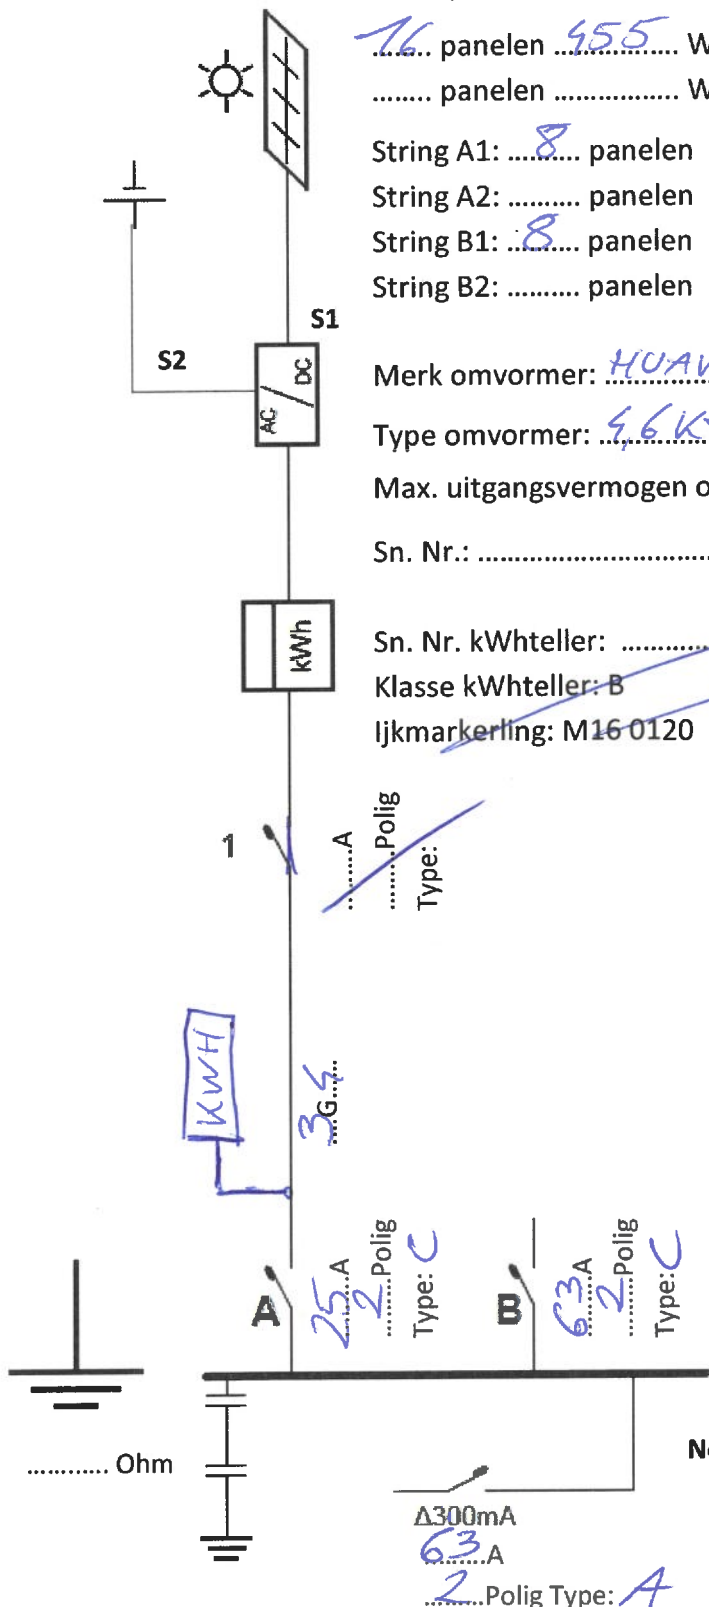 16 panelen 455 W
........ panelen ................. W
String A1: ...8... panelen
String A2: .......... panelen
String B1: ...8... panelen
String B2: .......... panelen
S1
S2
AC / DC
Merk omvormer: HUAW
Type omvormer: 4,6 K
Max. uitgangsvermogen o
Sn. Nr.: ................................
kWh
Sn. Nr. kWhteller: ............
Klasse kWhteller: B
Ijkmarkerling: M16 0120
1
........A
........Polig
Type:
KWH
3 G 4
A
25 A
2 Polig
Type: C
B
63 A
2 Polig
Type: C
........... Ohm
Δ300mA
63 A
2 Polig Type: A